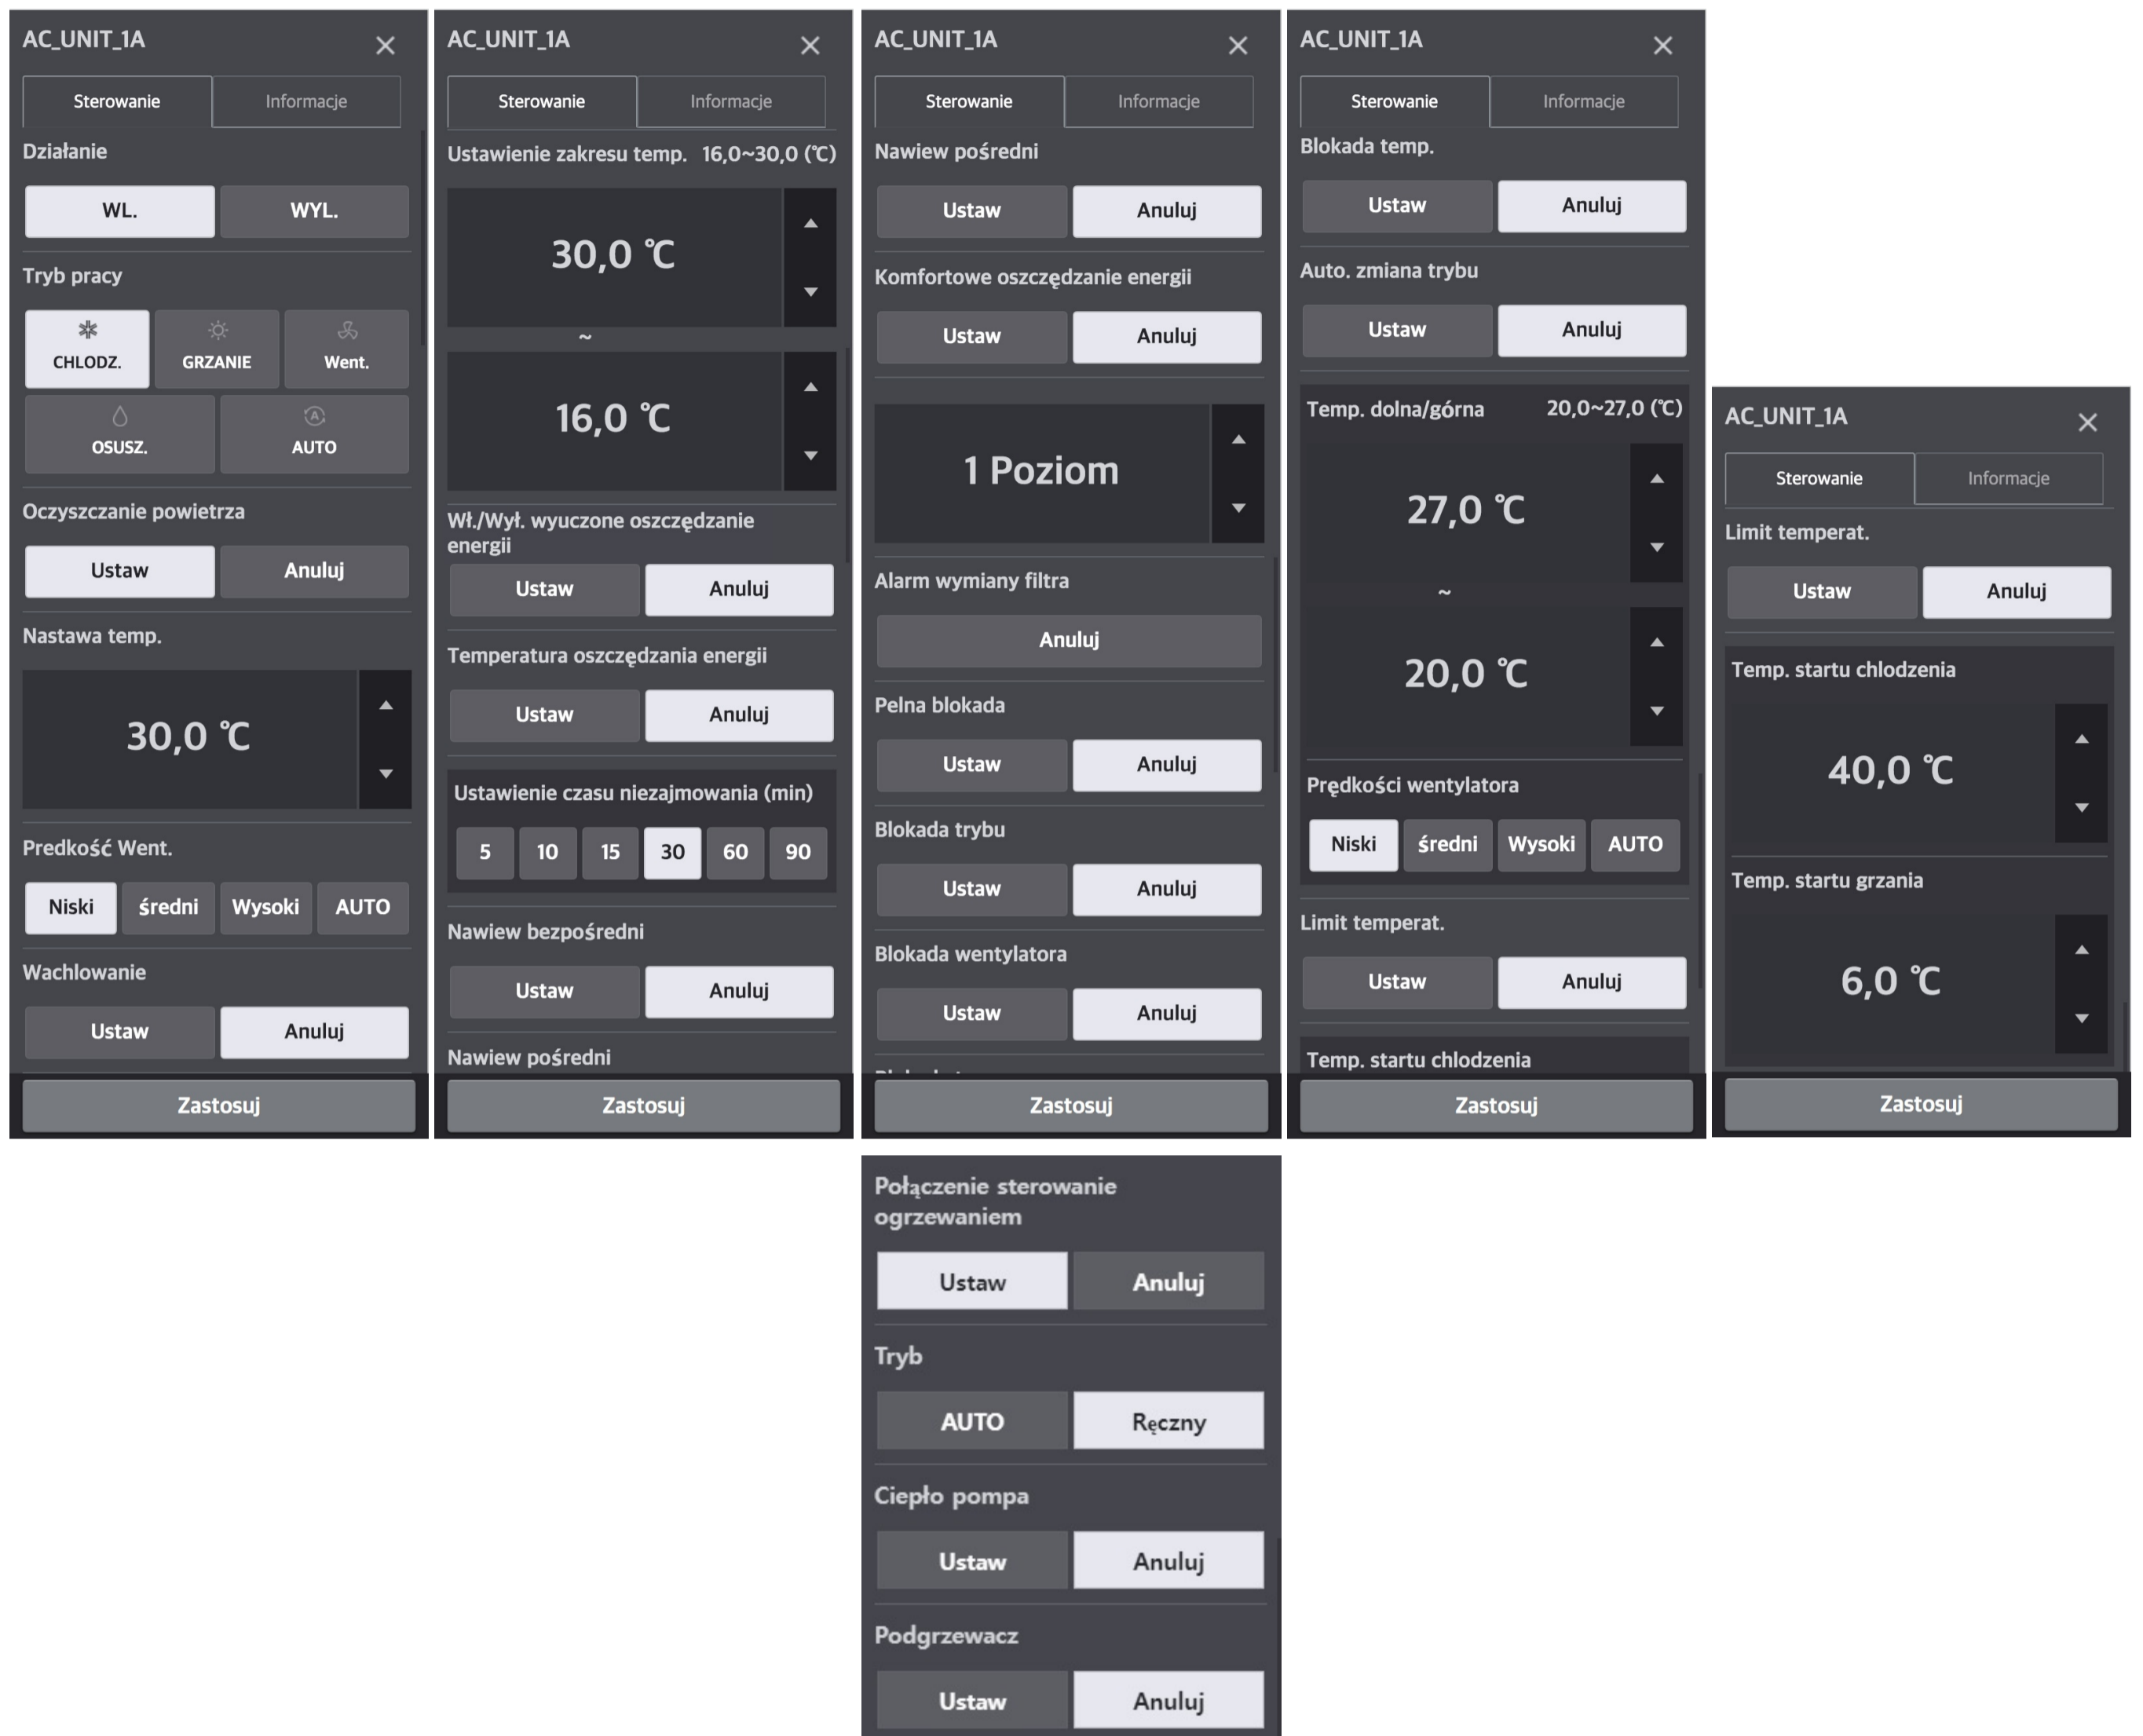 AC_UNIT_1A
Sterowanie Informacje
Działanie
WL. WYL.
Tryb pracy
CHLODZ. GRZANIE Went.
OSUSZ. AUTO
Oczyszczanie powietrza
Ustaw Anuluj
Nastawa temp.
30,0 ℃
Predkość Went.
Niski średni Wysoki AUTO
Wachlowanie
Ustaw Anuluj
Zastosuj
AC_UNIT_1A
Sterowanie Informacje
Ustawienie zakresu temp. 16,0~30,0 (℃)
30,0 ℃
~
16,0 ℃
Wł./Wył. wyuczone oszczędzanie
energii
Ustaw Anuluj
Temperatura oszczędzania energii
Ustaw Anuluj
Ustawienie czasu niezajmowania (min)
5 10 15 30 60 90
Nawiew bezpośredni
Ustaw Anuluj
Nawiew pośredni
Zastosuj
AC_UNIT_1A
Sterowanie Informacje
Nawiew pośredni
Ustaw Anuluj
Komfortowe oszczędzanie energii
Ustaw Anuluj
1 Poziom
Alarm wymiany filtra
Anuluj
Pelna blokada
Ustaw Anuluj
Blokada trybu
Ustaw Anuluj
Blokada wentylatora
Ustaw Anuluj
Zastosuj
AC_UNIT_1A
Sterowanie Informacje
Blokada temp.
Ustaw Anuluj
Auto. zmiana trybu
Ustaw Anuluj
Temp. dolna/górna 20,0~27,0 (℃)
27,0 ℃
~
20,0 ℃
Prędkości wentylatora
Niski średni Wysoki AUTO
Limit temperat.
Ustaw Anuluj
Temp. startu chlodzenia
Zastosuj
AC_UNIT_1A
Sterowanie Informacje
Limit temperat.
Ustaw Anuluj
Temp. startu chlodzenia
40,0 ℃
Temp. startu grzania
6,0 ℃
Zastosuj
Połączenie sterowanie
ogrzewaniem
Ustaw Anuluj
Tryb
AUTO Ręczny
Ciepło pompa
Ustaw Anuluj
Podgrzewacz
Ustaw Anuluj